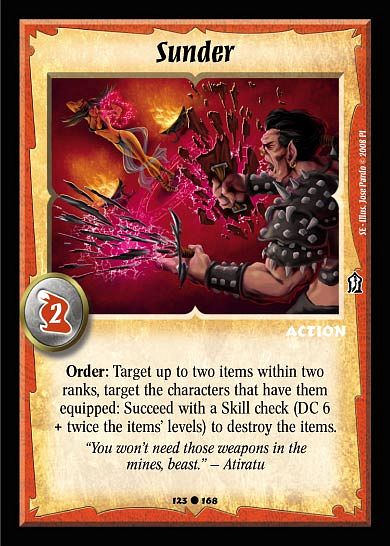 Sunder
SE • Illus. Jose Pardo © 2008 PI
ACTION
2
Order: Target up to two items within two
ranks, target the characters that have them
equipped: Succeed with a Skill check (DC 6
+ twice the items' levels) to destroy the items.
"You won't need those weapons in the
mines, beast." – Atiratu
123 ● 168